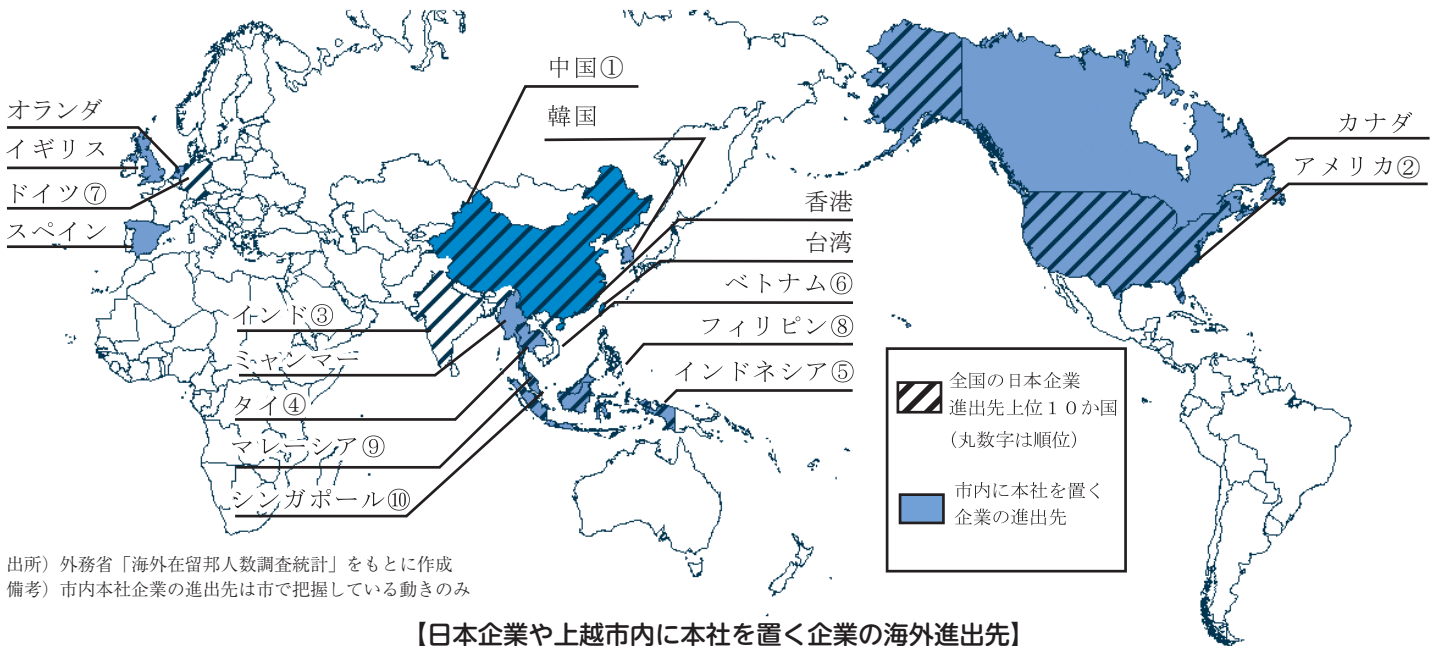 オランダ
イギリス
ドイツ⑦
スペイン
中国①
韓国
香港
台湾
ベトナム⑥
フィリピン⑧
インドネシア⑤
インド③
ミャンマー
タイ④
マレーシア⑨
シンガポール⑩
カナダ
アメリカ②
全国の日本企業
進出先上位１０か国
（丸数字は順位）
市内に本社を置く
企業の進出先
出所）外務省「海外在留邦人数調査統計」をもとに作成
備考）市内本社企業の進出先は市で把握している動きのみ
【日本企業や上越市内に本社を置く企業の海外進出先】